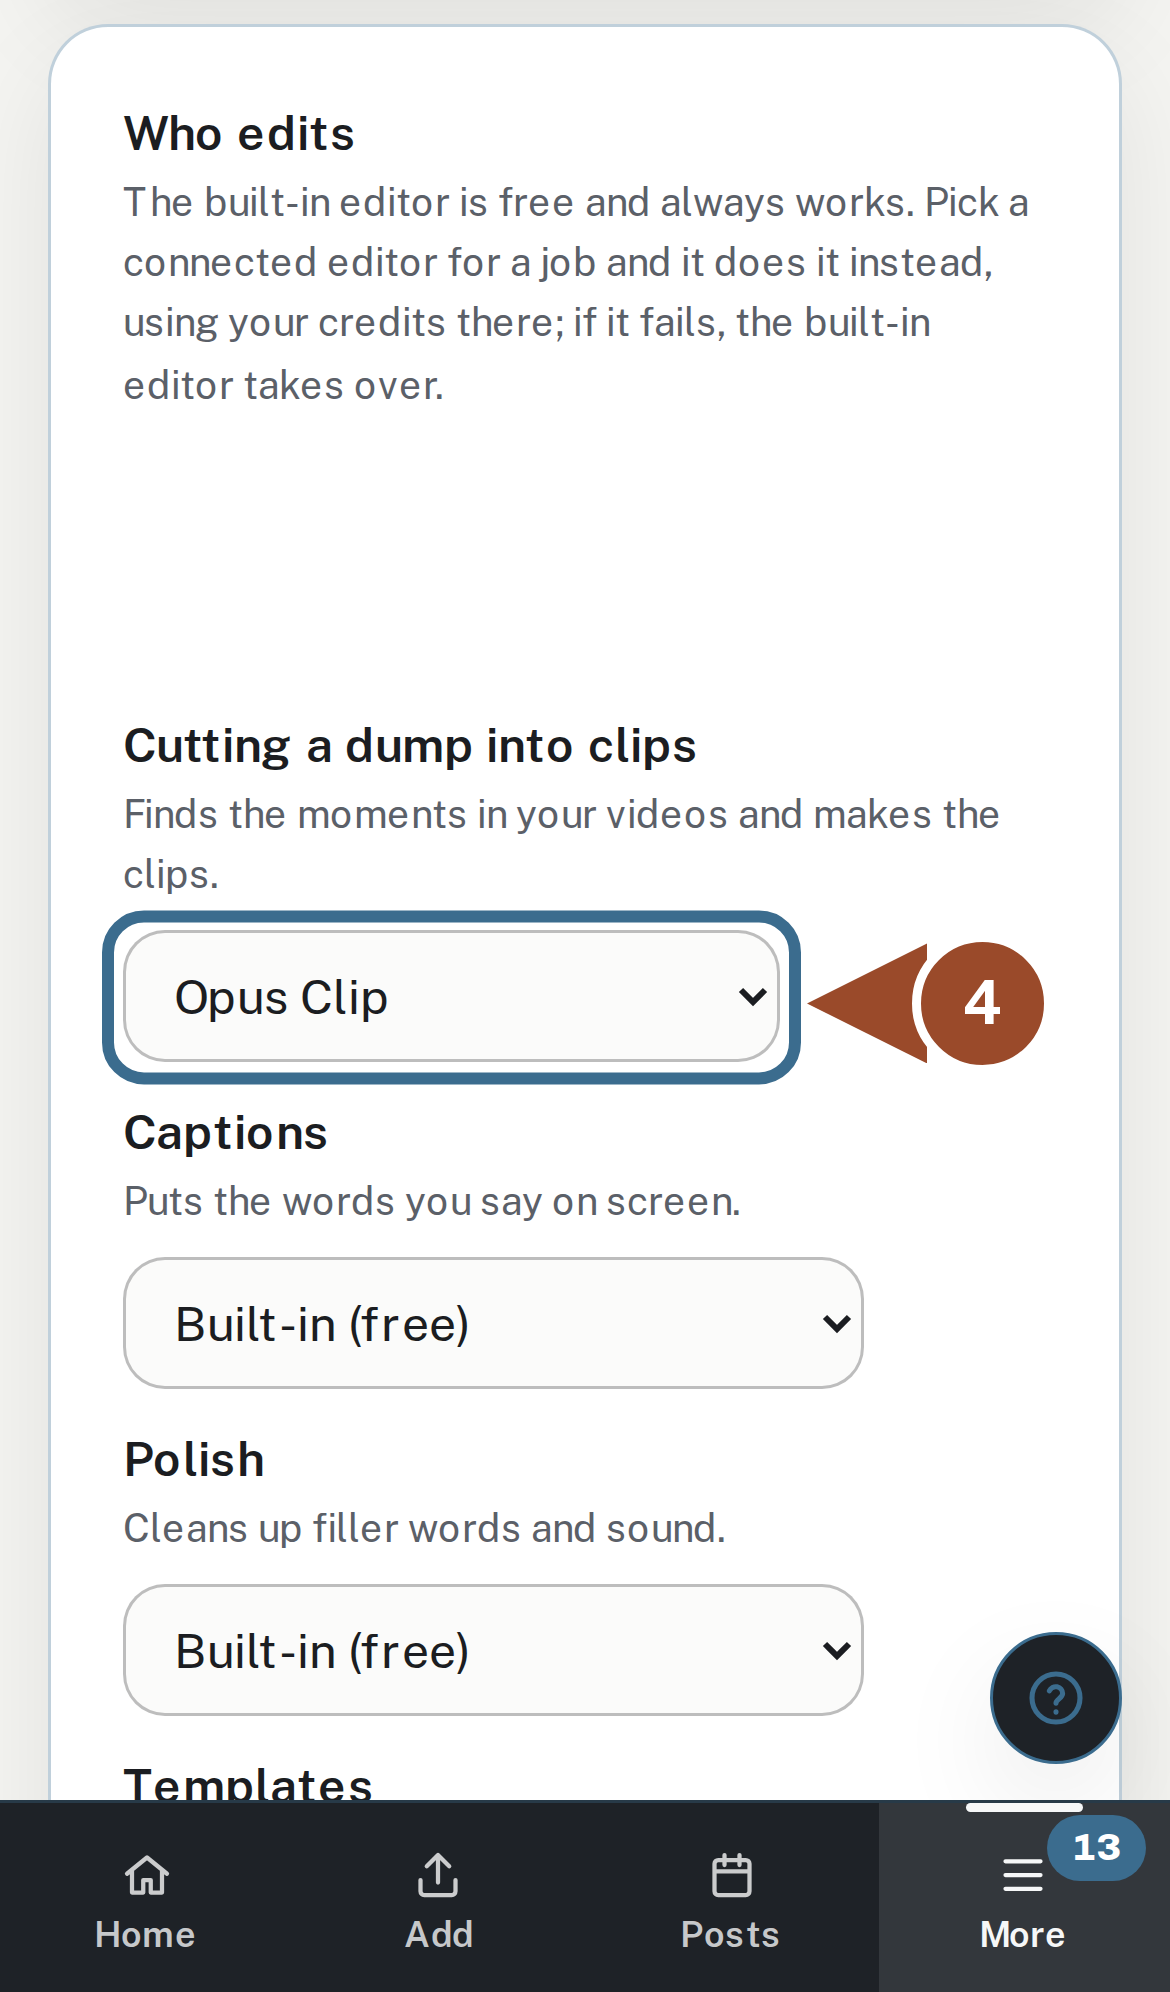 Who edits
The built-in editor is free and always works. Pick a
connected editor for a job and it does it instead,
using your credits there; if it fails, the built-in
editor takes over.
Cutting a dump into clips
Finds the moments in your videos and makes the
clips.
Opus Clip
4
Captions
Puts the words you say on screen.
Built-in (free)
Polish
Cleans up filler words and sound.
Built-in (free)
Templates
13
Home
Add
Posts
More